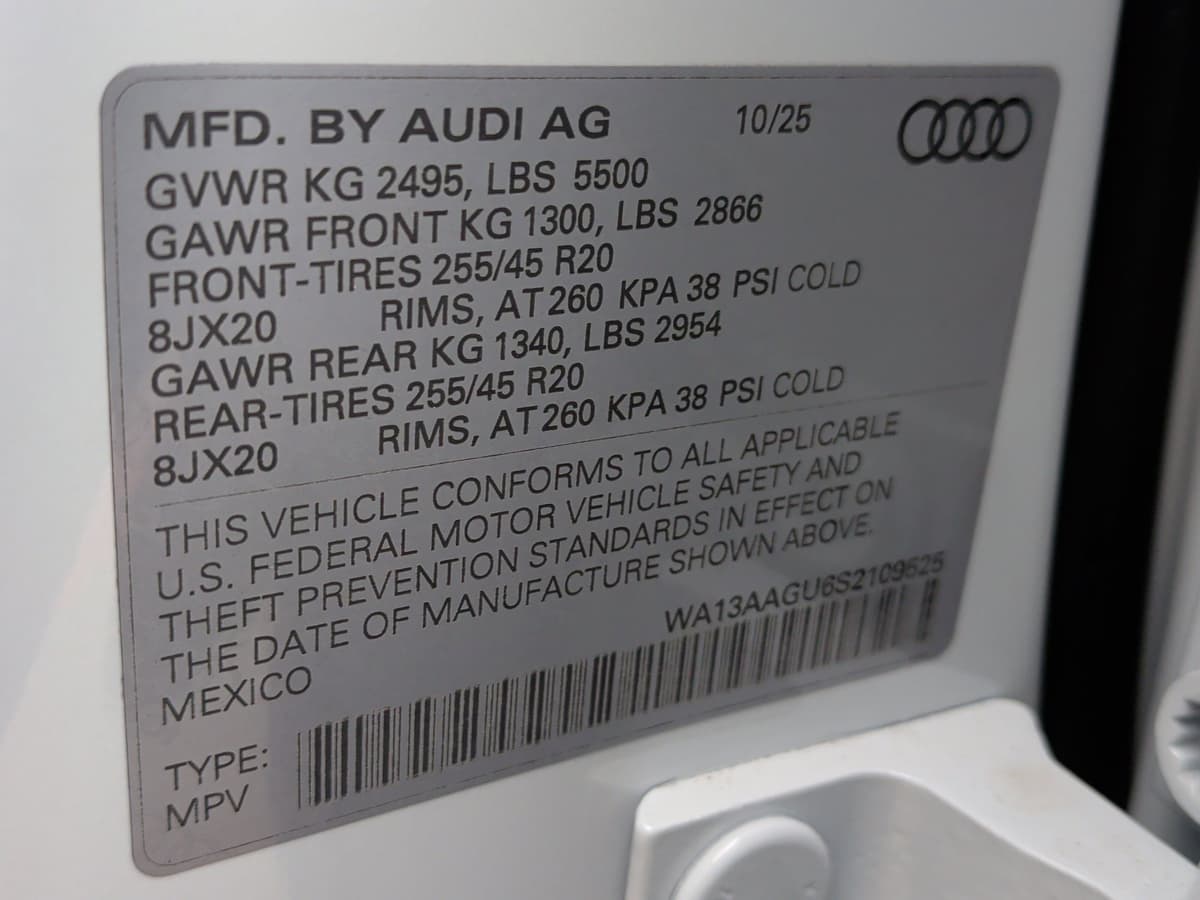 MFD. BY AUDI AG 10/25
GVWR KG 2495, LBS 5500
GAWR FRONT KG 1300, LBS 2866
FRONT-TIRES 255/45 R20
8JX20 RIMS, AT 260 KPA 38 PSI COLD
GAWR REAR KG 1340, LBS 2954
REAR-TIRES 255/45 R20
8JX20 RIMS, AT 260 KPA 38 PSI COLD
THIS VEHICLE CONFORMS TO ALL APPLICABLE
U.S. FEDERAL MOTOR VEHICLE SAFETY AND
THEFT PREVENTION STANDARDS IN EFFECT ON
THE DATE OF MANUFACTURE SHOWN ABOVE.
MEXICO
WA13AAGU6S2109625
TYPE:
MPV